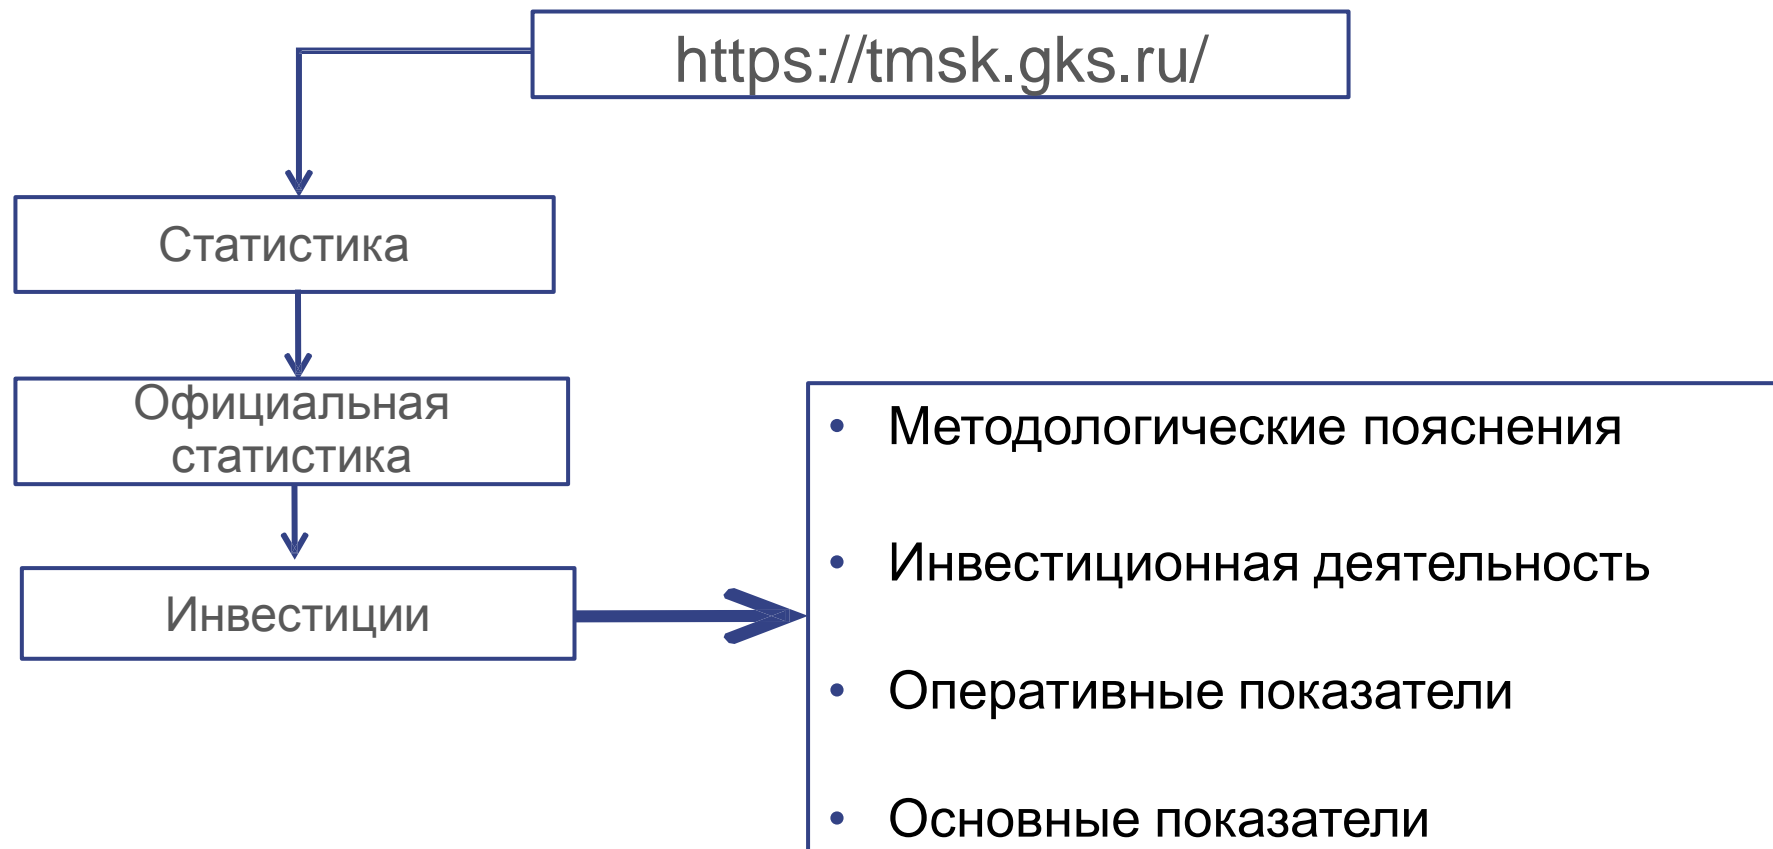 https://tmsk.gks.ru/
Статистика
Официальная
статистика
Инвестиции
• Методологические пояснения
• Инвестиционная деятельность
• Оперативные показатели
• Основные показатели